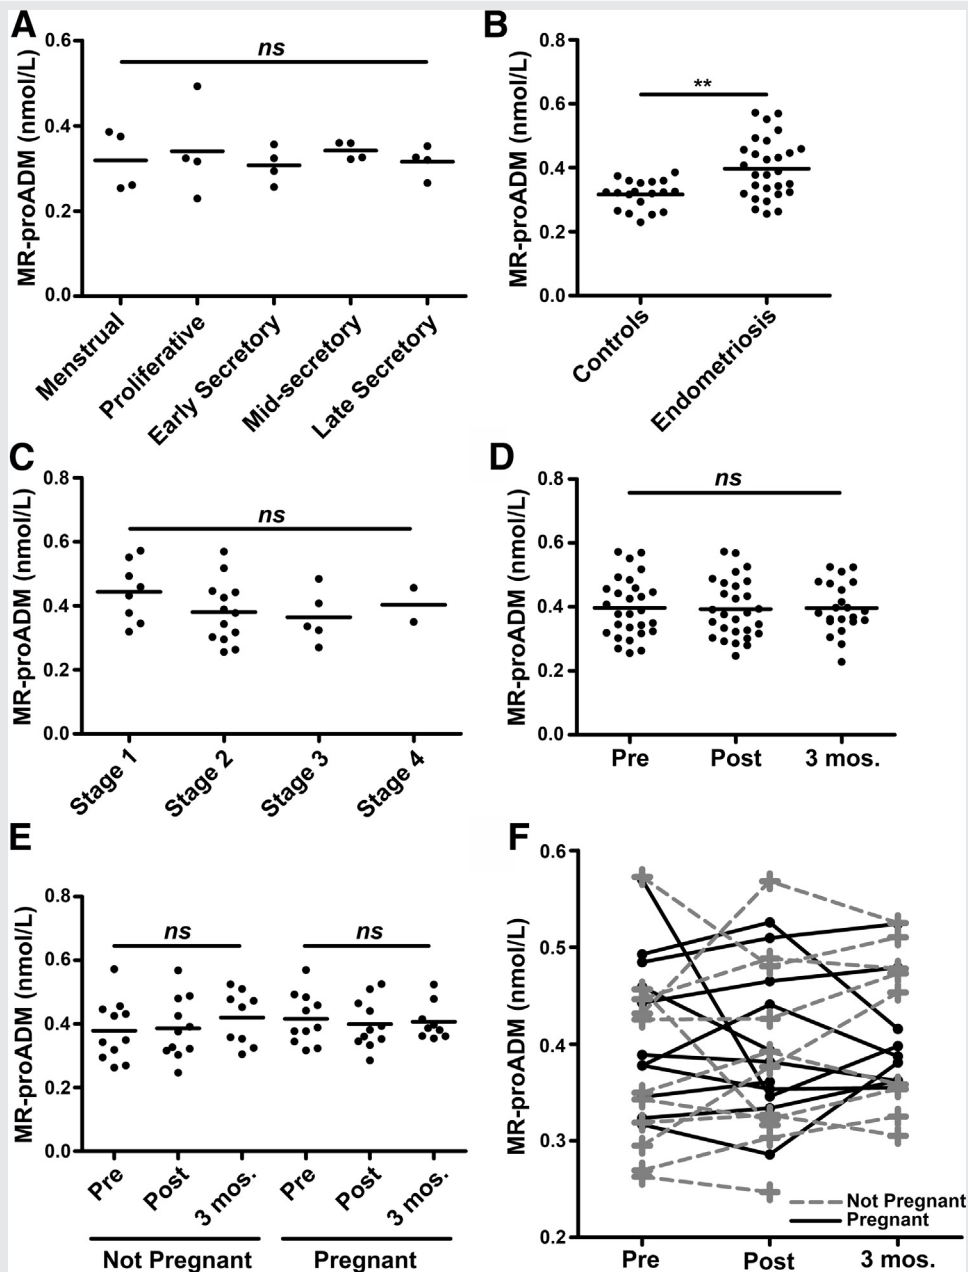 A
MR-proADM (nmol/L)
0.6
0.4
0.2
0.0
ns
Menstrual
Proliferative
Early Secretory
Mid-secretory
Late Secretory
B
MR-proADM (nmol/L)
0.8
0.6
0.4
0.2
0.0
**
Controls
Endometriosis
C
MR-proADM (nmol/L)
0.8
0.6
0.4
0.2
0.0
ns
Stage 1
Stage 2
Stage 3
Stage 4
D
MR-proADM (nmol/L)
0.8
0.6
0.4
0.2
0.0
ns
Pre
Post
3 mos.
E
MR-proADM (nmol/L)
0.8
0.6
0.4
0.2
0.0
ns
ns
Pre
Post
3 mos.
Pre
Post
3 mos.
Not Pregnant
Pregnant
F
MR-proADM (nmol/L)
0.6
0.5
0.4
0.3
0.2
Not Pregnant
Pregnant
Pre
Post
3 mos.